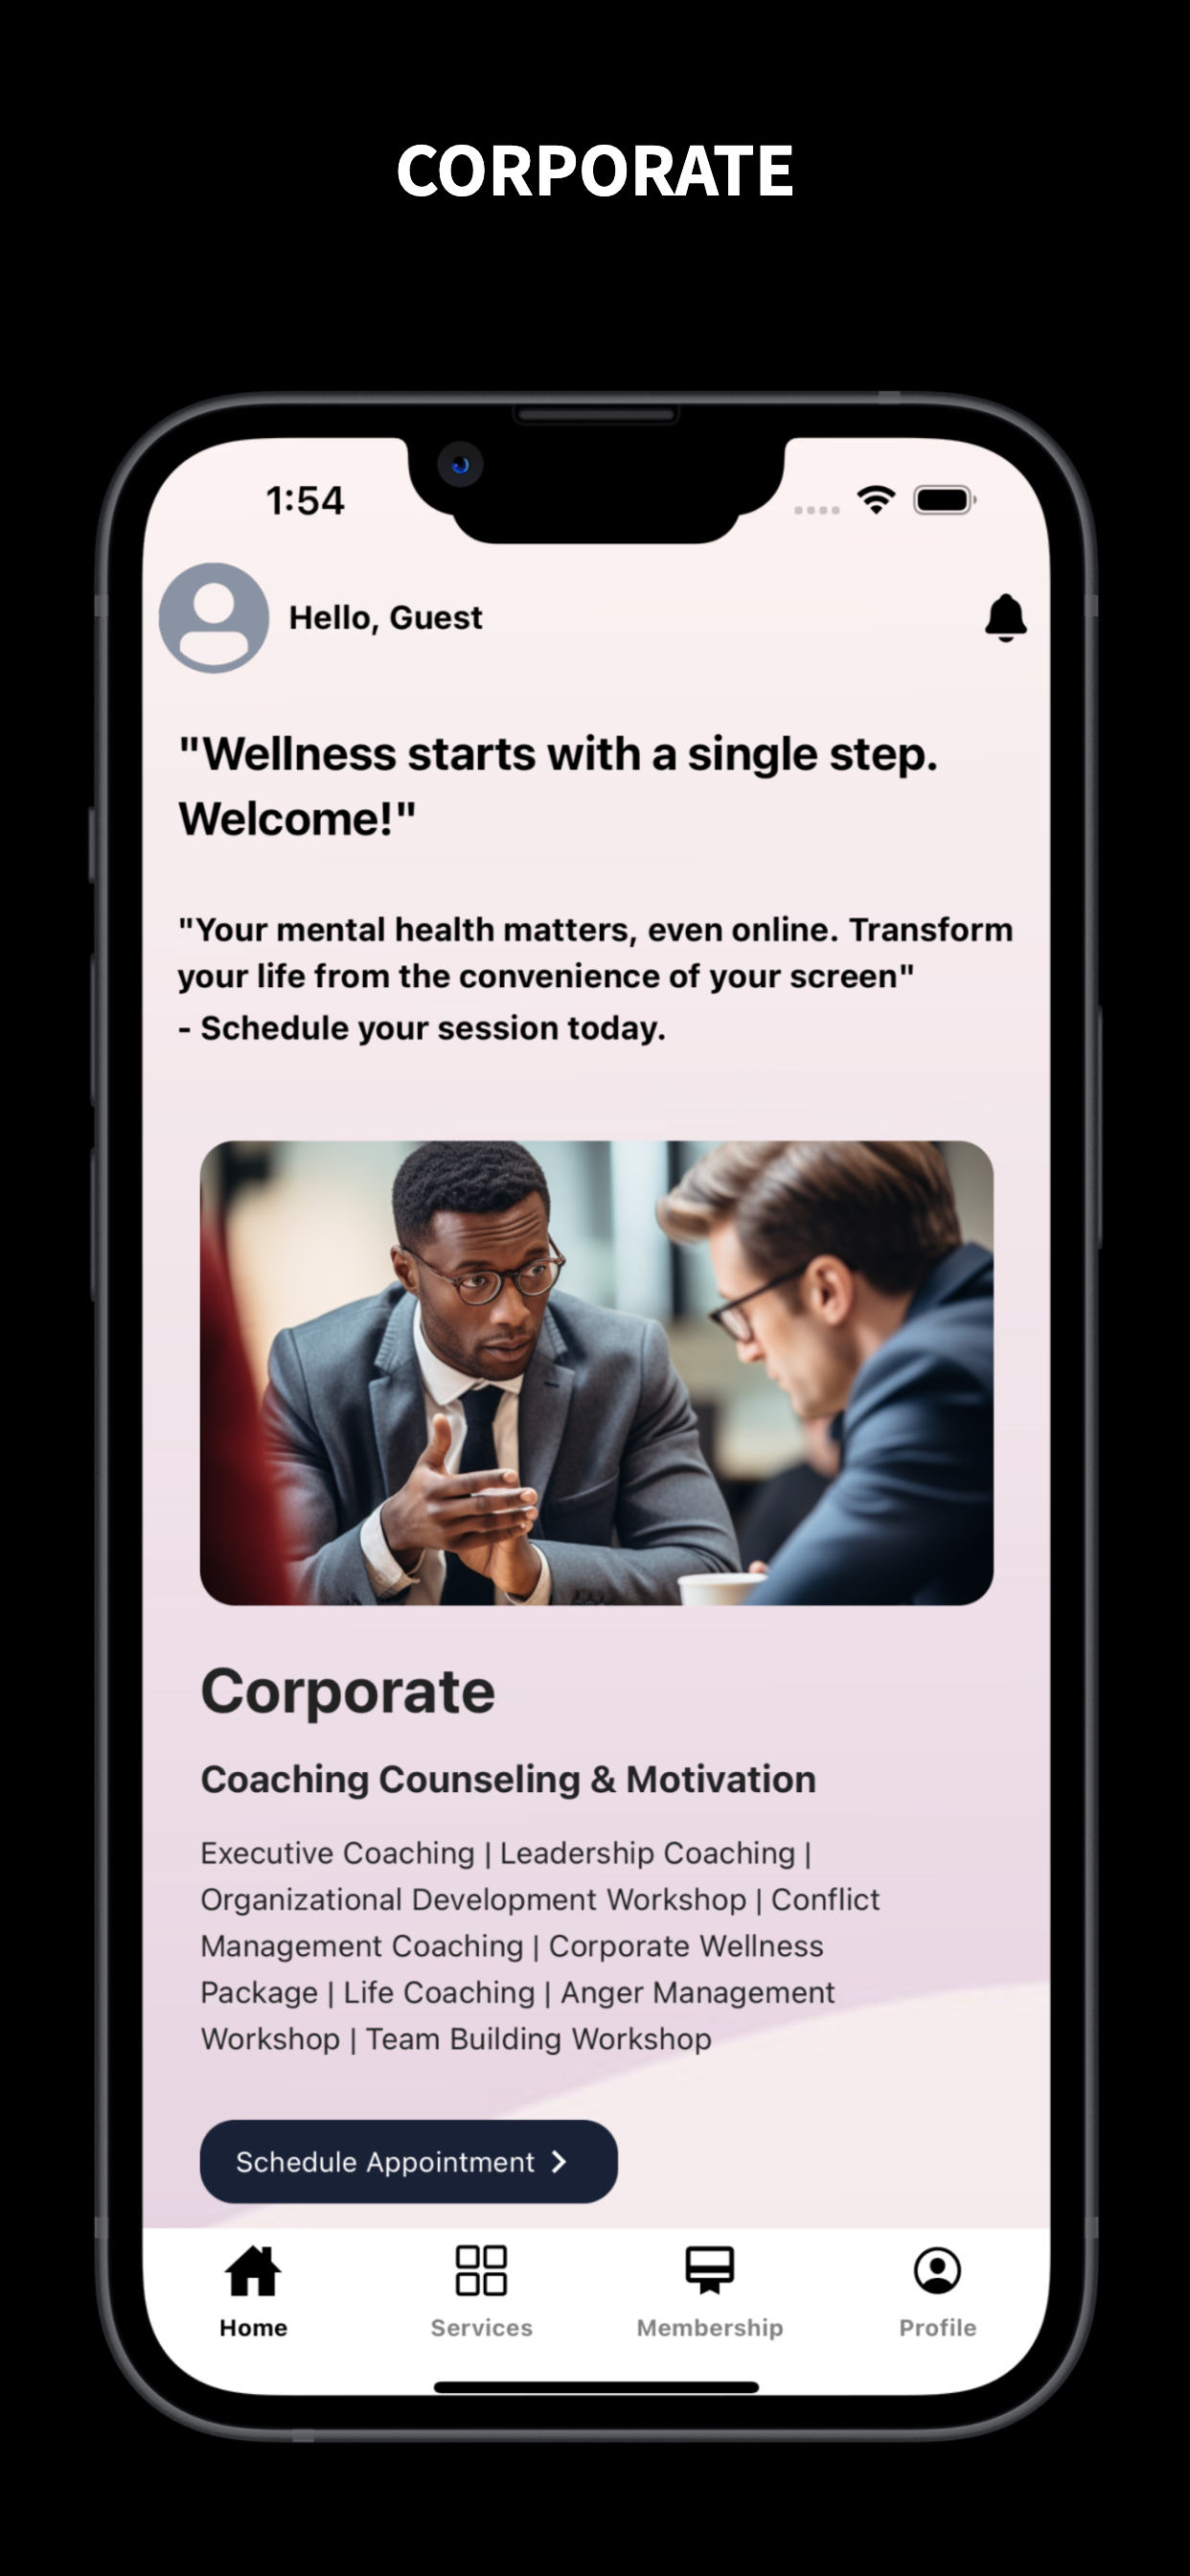 CORPORATE
1:54
Hello, Guest
"Wellness starts with a single step.
Welcome!"
"Your mental health matters, even online. Transform
your life from the convenience of your screen"
- Schedule your session today.
Corporate
Coaching Counseling & Motivation
Executive Coaching | Leadership Coaching |
Organizational Development Workshop | Conflict
Management Coaching | Corporate Wellness
Package | Life Coaching | Anger Management
Workshop | Team Building Workshop
Schedule Appointment
Home Services Membership Profile